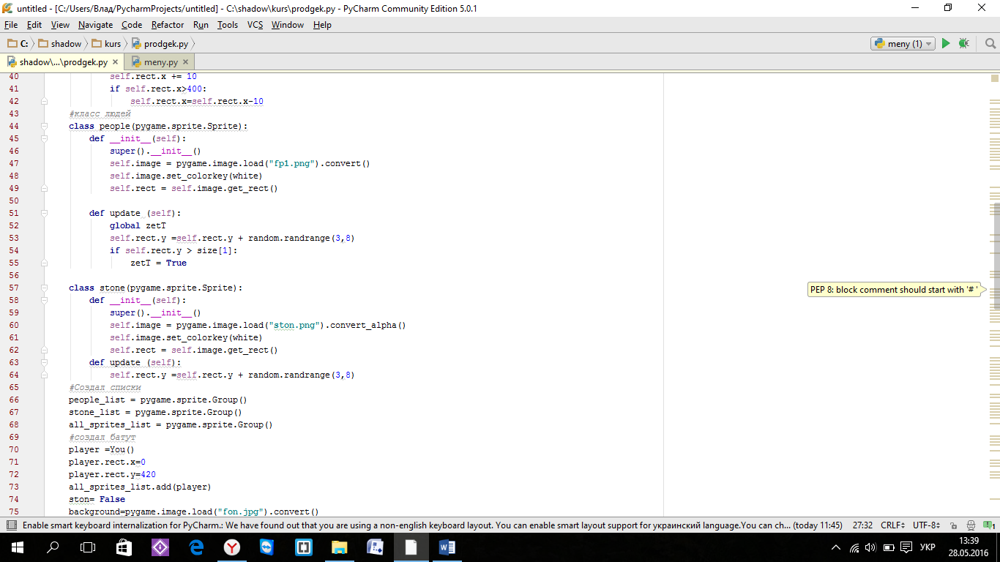 untitled - [C:/Users/Влад/PycharmProjects/untitled] - C:\shadow\kurs\prodgek.py - PyCharm Community Edition 5.0.1
File Edit View Navigate Code Refactor Run Tools VCS Window Help
C: shadow kurs prodgek.py meny (1)
shadow\...\prodgek.py meny.py
40 self.rect.x += 10
41 if self.rect.x>400:
42 self.rect.x=self.rect.x-10
43 #класс людей
44 class people(pygame.sprite.Sprite):
45 def __init__(self):
46 super().__init__()
47 self.image = pygame.image.load("fp1.png").convert()
48 self.image.set_colorkey(white)
49 self.rect = self.image.get_rect()
50
51 def update (self):
52 global zetT
53 self.rect.y =self.rect.y + random.randrange(3,8)
54 if self.rect.y > size[1]:
55 zetT = True
56
57 class stone(pygame.sprite.Sprite):
PEP 8: block comment should start with '# '
58 def __init__(self):
59 super().__init__()
60 self.image = pygame.image.load("ston.png").convert_alpha()
61 self.image.set_colorkey(white)
62 self.rect = self.image.get_rect()
63 def update (self):
64 self.rect.y =self.rect.y + random.randrange(3,8)
65 #Создал списки
66 people_list = pygame.sprite.Group()
67 stone_list = pygame.sprite.Group()
68 all_sprites_list = pygame.sprite.Group()
69 #создал батут
70 player =You()
71 player.rect.x=0
72 player.rect.y=420
73 all_sprites_list.add(player)
74 ston= False
75 background=pygame.image.load("fon.jpg").convert()
Enable smart keyboard internalization for PyCharm.: We have found out that you are using a non-english keyboard layout. You can enable smart layout support for украинский language.You can ch... (today 11:45) 27:32 CRLF UTF-8 1
УКР 13:39
28.05.2016